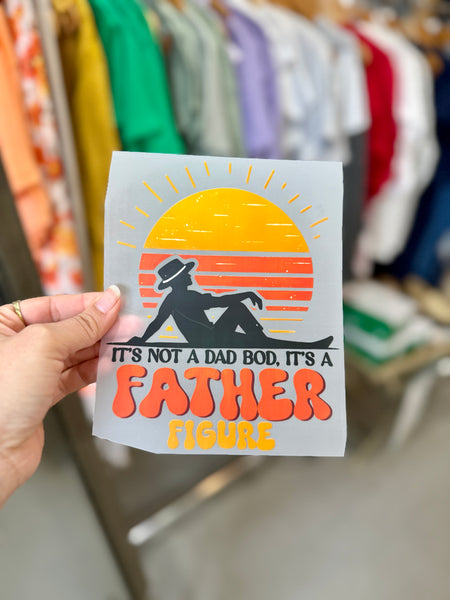 IT'S NOT A DAD BOD, IT'S A
FATHER
FIGURE